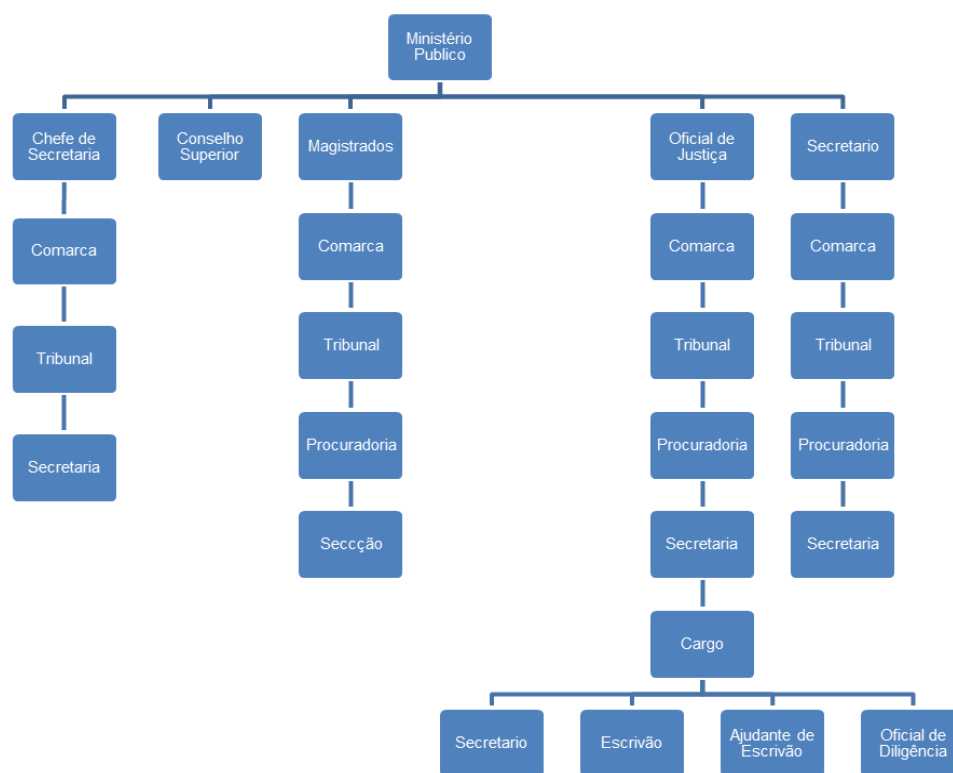 Ministério
Publico
Chefe de
Secretaria
Conselho
Superior
Magistrados
Oficial de
Justiça
Secretario
Comarca
Comarca
Comarca
Comarca
Tribunal
Tribunal
Tribunal
Tribunal
Secretaria
Procuradoria
Procuradoria
Procuradoria
Seccção
Secretaria
Secretaria
Cargo
Secretario
Escrivão
Ajudante de
Escrivão
Oficial de
Diligência